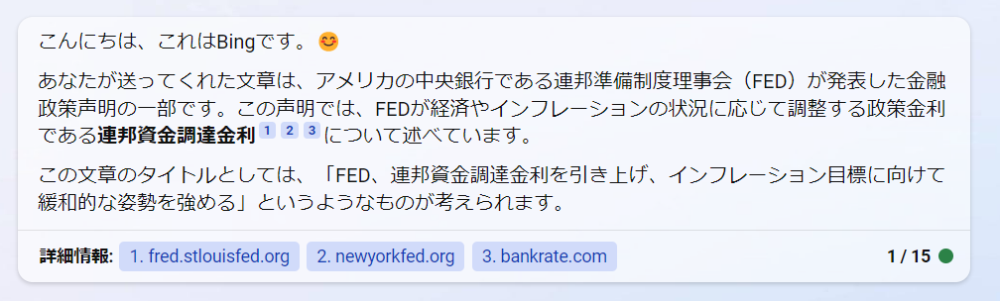 こんにちは、これはBingです。😊
あなたが送ってくれた文章は、アメリカの中央銀行である連邦準備制度理事会（FED）が発表した金融
政策声明の一部です。この声明では、FEDが経済やインフレーションの状況に応じて調整する政策金利
である連邦資金調達金利 1 2 3 について述べています。
この文章のタイトルとしては、「FED、連邦資金調達金利を引き上げ、インフレーション目標に向けて
緩和的な姿勢を強める」というようなものが考えられます。
詳細情報: 1. fred.stlouisfed.org 2. newyorkfed.org 3. bankrate.com 1 / 15